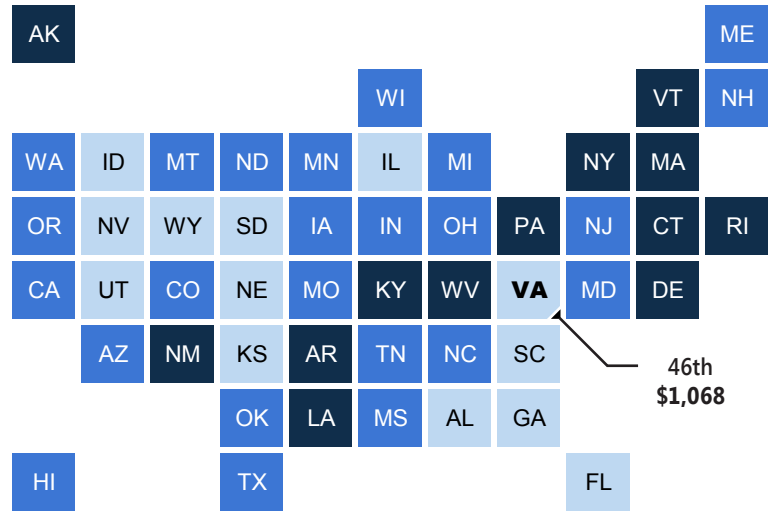 AK ME
WI VT NH
WA ID MT ND MN IL MI NY MA
OR NV WY SD IA IN OH PA NJ CT RI
CA UT CO NE MO KY WV VA MD DE
AZ NM KS AR TN NC SC
46th
$1,068
OK LA MS AL GA
HI TX FL